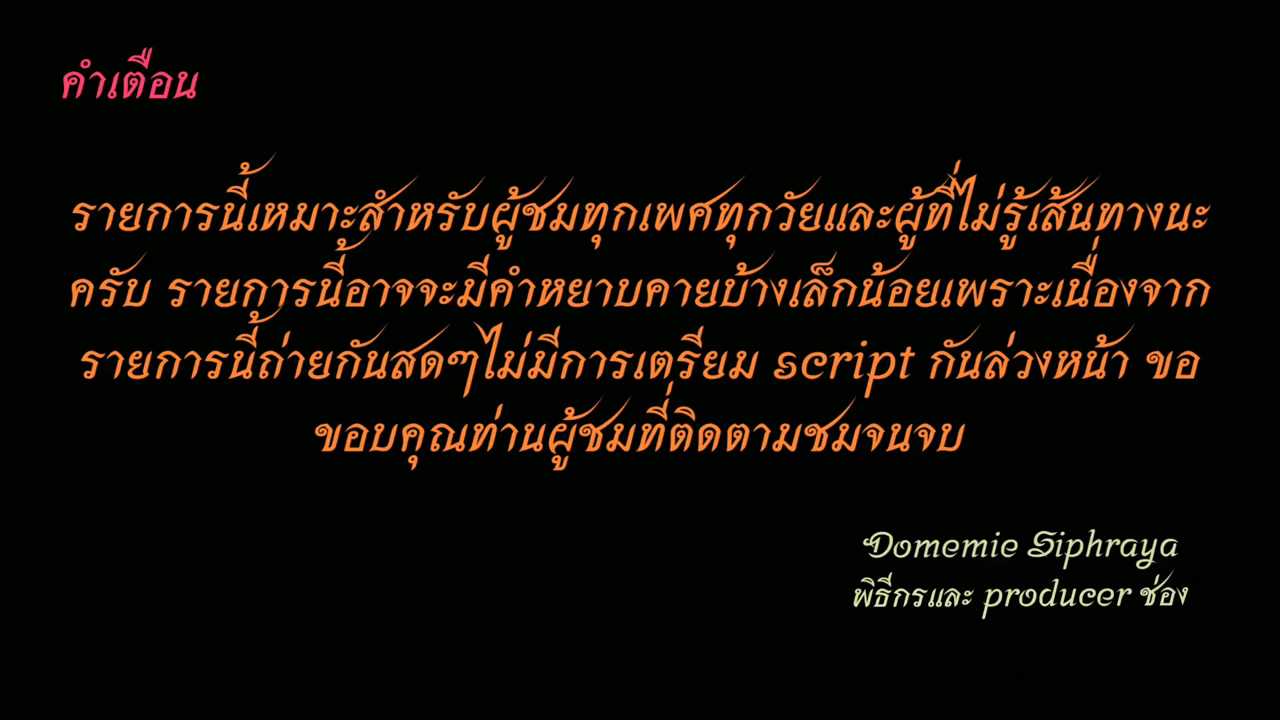 คำเตือน
รายการนี้เหมาะสำหรับผู้ชมทุกเพศทุกวัยและผู้ที่ไม่รู้เส้นทางนะ
ครับ รายการนี้อาจจะมีคำหยาบคายบ้างเล็กน้อยเพราะเนื่องจาก
รายการนี้ถ่ายกันสดๆไม่มีการเตรียม script กันล่วงหน้า ขอ
ขอบคุณท่านผู้ชมที่ติดตามชมจนจบ
Domemie Siphraya
พิธีกรและ producer ช่อง